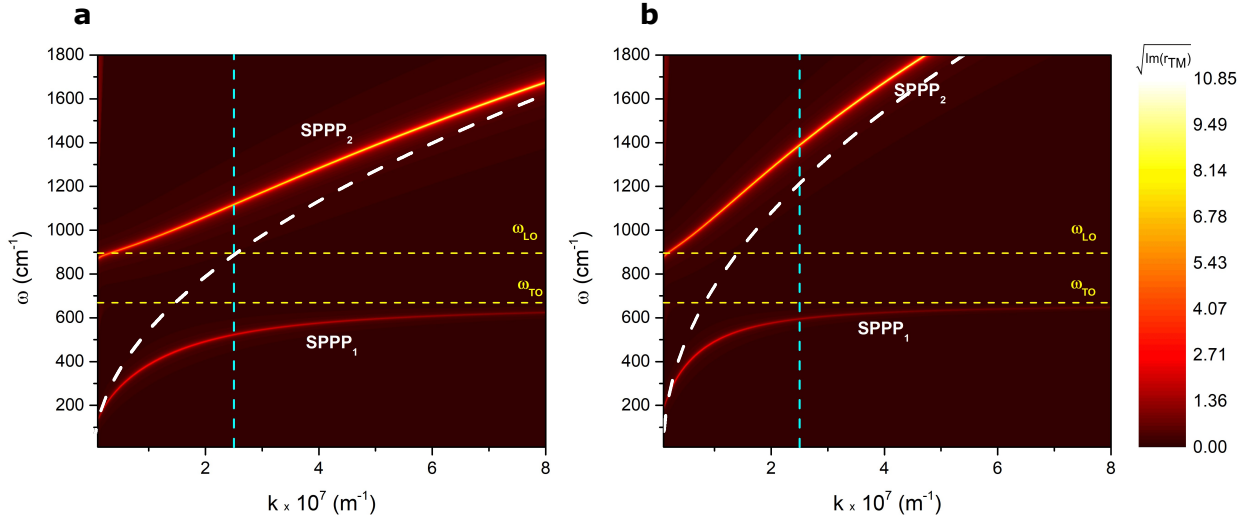 a
1800
1600
1400
1200
1000
800
600
400
200
ω (cm⁻¹)
SPPP₂
ω_LO
ω_TO
SPPP₁
2
4
6
8
k × 10⁷ (m⁻¹)
b
1800
1600
1400
1200
1000
800
600
400
200
ω (cm⁻¹)
SPPP₂
ω_LO
ω_TO
SPPP₁
2
4
6
8
k × 10⁷ (m⁻¹)
√Im(r_TM)
10.85
9.49
8.14
6.78
5.43
4.07
2.71
1.36
0.00